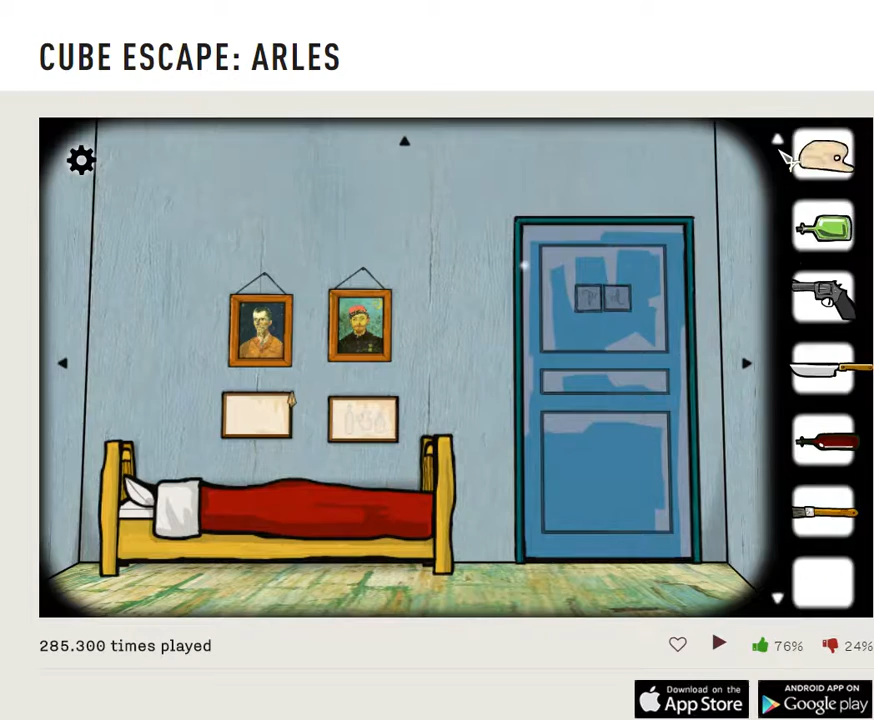 CUBE ESCAPE: ARLES
285.300 times played
76%
24%
Download on the
App Store
ANDROID APP ON
Google play